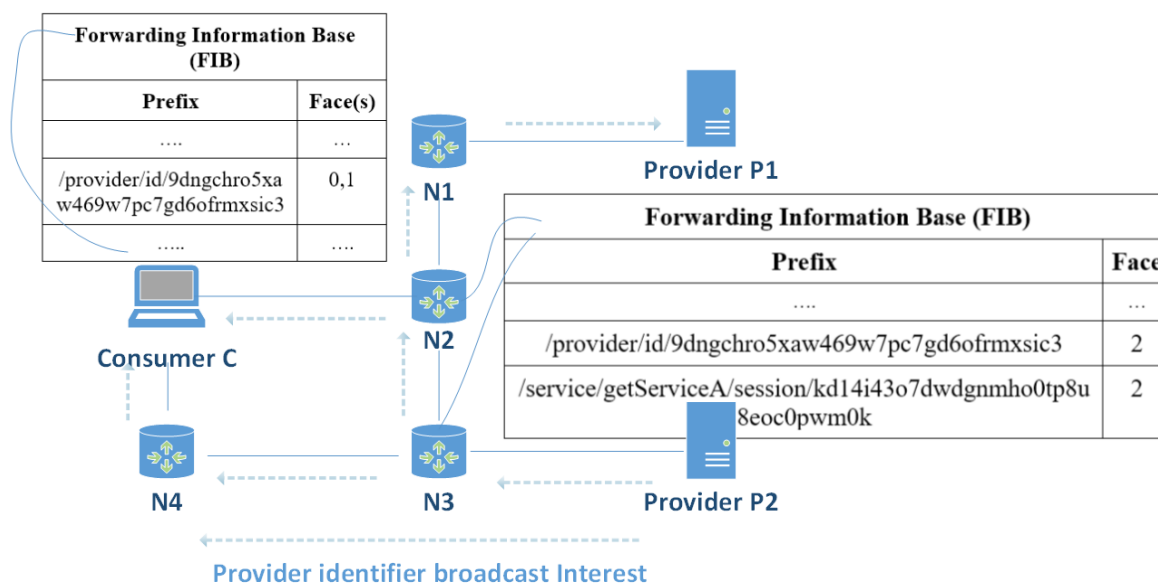 Forwarding Information Base
(FIB)
Prefix Face(s)
.... ...
/provider/id/9dngchro5xa 0,1
w469w7pc7gd6ofrmxsic3
..... ....
N1
Provider P1
Forwarding Information Base (FIB)
Prefix Face
.... ...
/provider/id/9dngchro5xaw469w7pc7gd6ofrmxsic3 2
/service/getServiceA/session/kd14i43o7dwdgnmho0tp8u 2
8eoc0pwm0k
N2
Consumer C
N4
N3
Provider P2
Provider identifier broadcast Interest